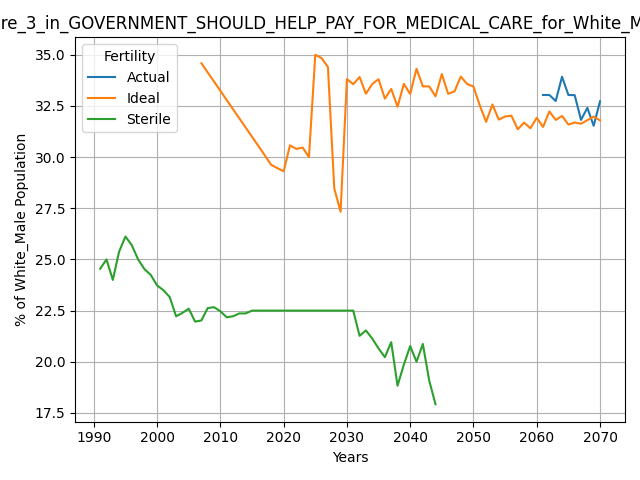 re_3_in_GOVERNMENT_SHOULD_HELP_PAY_FOR_MEDICAL_CARE_for_White_M
Fertility
Actual
Ideal
Sterile
% of White_Male Population
35.0
32.5
30.0
27.5
25.0
22.5
20.0
17.5
1990 2000 2010 2020 2030 2040 2050 2060 2070
Years